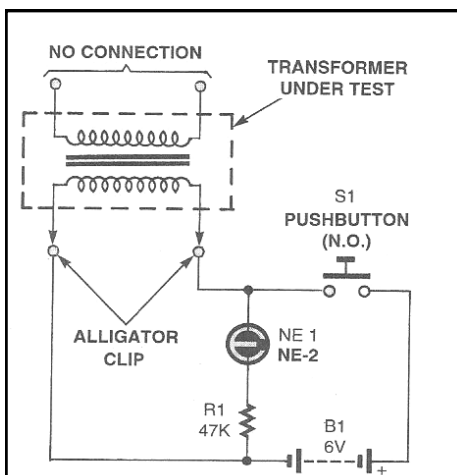 NO CONNECTION
TRANSFORMER
UNDER TEST
S1
PUSHBUTTON
(N.O.)
ALLIGATOR
CLIP
NE 1
NE-2
R1
47K
B1
6V
+